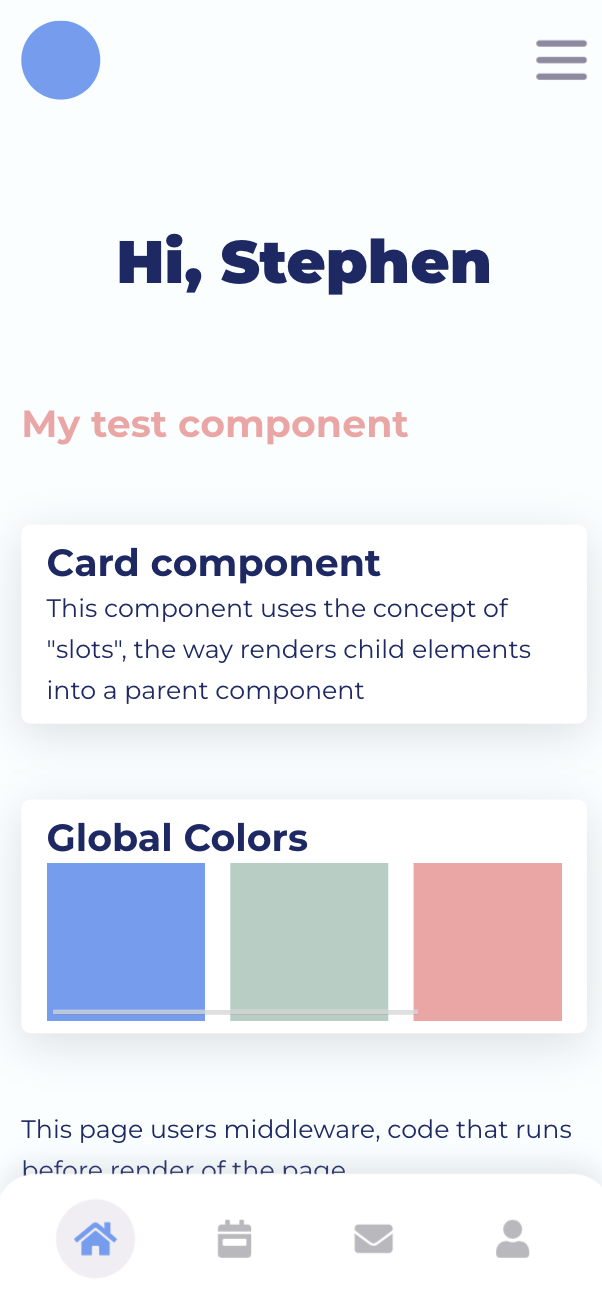 Hi, Stephen
My test component
Card component
This component uses the concept of
"slots", the way renders child elements
into a parent component
Global Colors
This page users middleware, code that runs
before render of the page